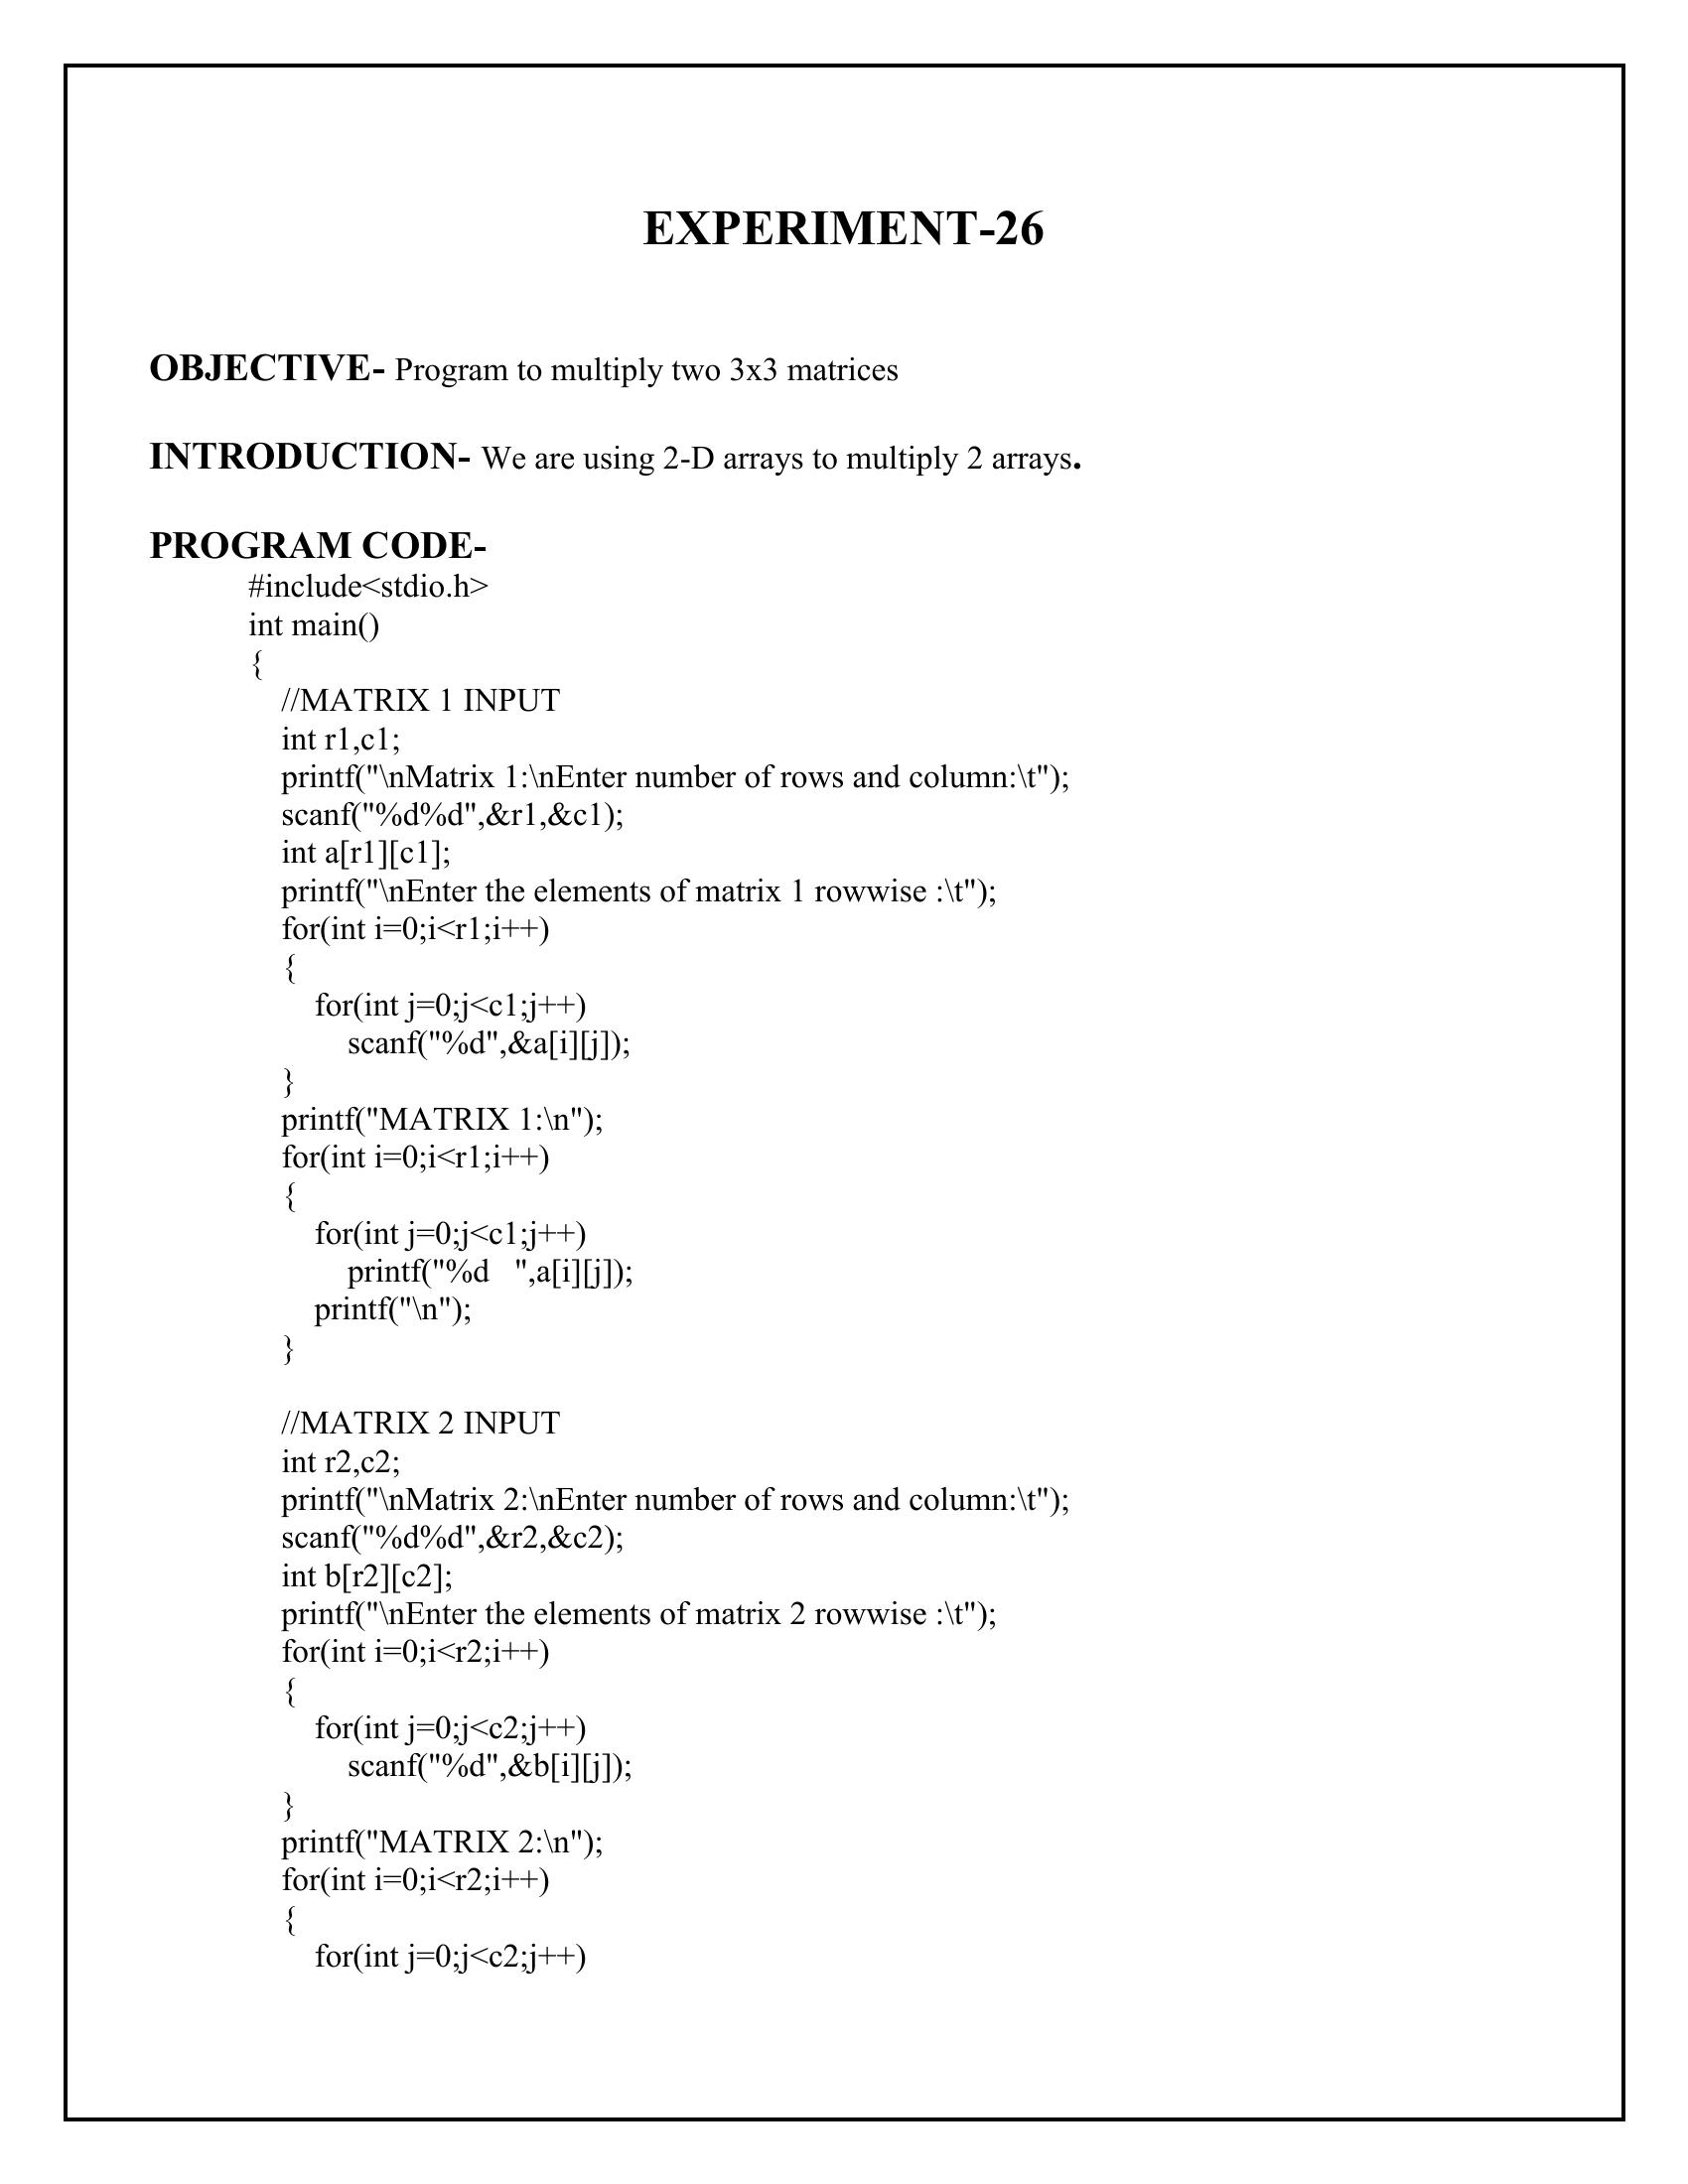 EXPERIMENT-26
OBJECTIVE- Program to multiply two 3x3 matrices
INTRODUCTION- We are using 2-D arrays to multiply 2 arrays.
PROGRAM CODE-
#include<stdio.h>
int main()
{
    //MATRIX 1 INPUT
    int r1,c1;
    printf("\nMatrix 1:\nEnter number of rows and column:\t");
    scanf("%d%d",&r1,&c1);
    int a[r1][c1];
    printf("\nEnter the elements of matrix 1 rowwise :\t");
    for(int i=0;i<r1;i++)
    {
        for(int j=0;j<c1;j++)
            scanf("%d",&a[i][j]);
    }
    printf("MATRIX 1:\n");
    for(int i=0;i<r1;i++)
    {
        for(int j=0;j<c1;j++)
            printf("%d   ",a[i][j]);
        printf("\n");
    }
    //MATRIX 2 INPUT
    int r2,c2;
    printf("\nMatrix 2:\nEnter number of rows and column:\t");
    scanf("%d%d",&r2,&c2);
    int b[r2][c2];
    printf("\nEnter the elements of matrix 2 rowwise :\t");
    for(int i=0;i<r2;i++)
    {
        for(int j=0;j<c2;j++)
            scanf("%d",&b[i][j]);
    }
    printf("MATRIX 2:\n");
    for(int i=0;i<r2;i++)
    {
        for(int j=0;j<c2;j++)